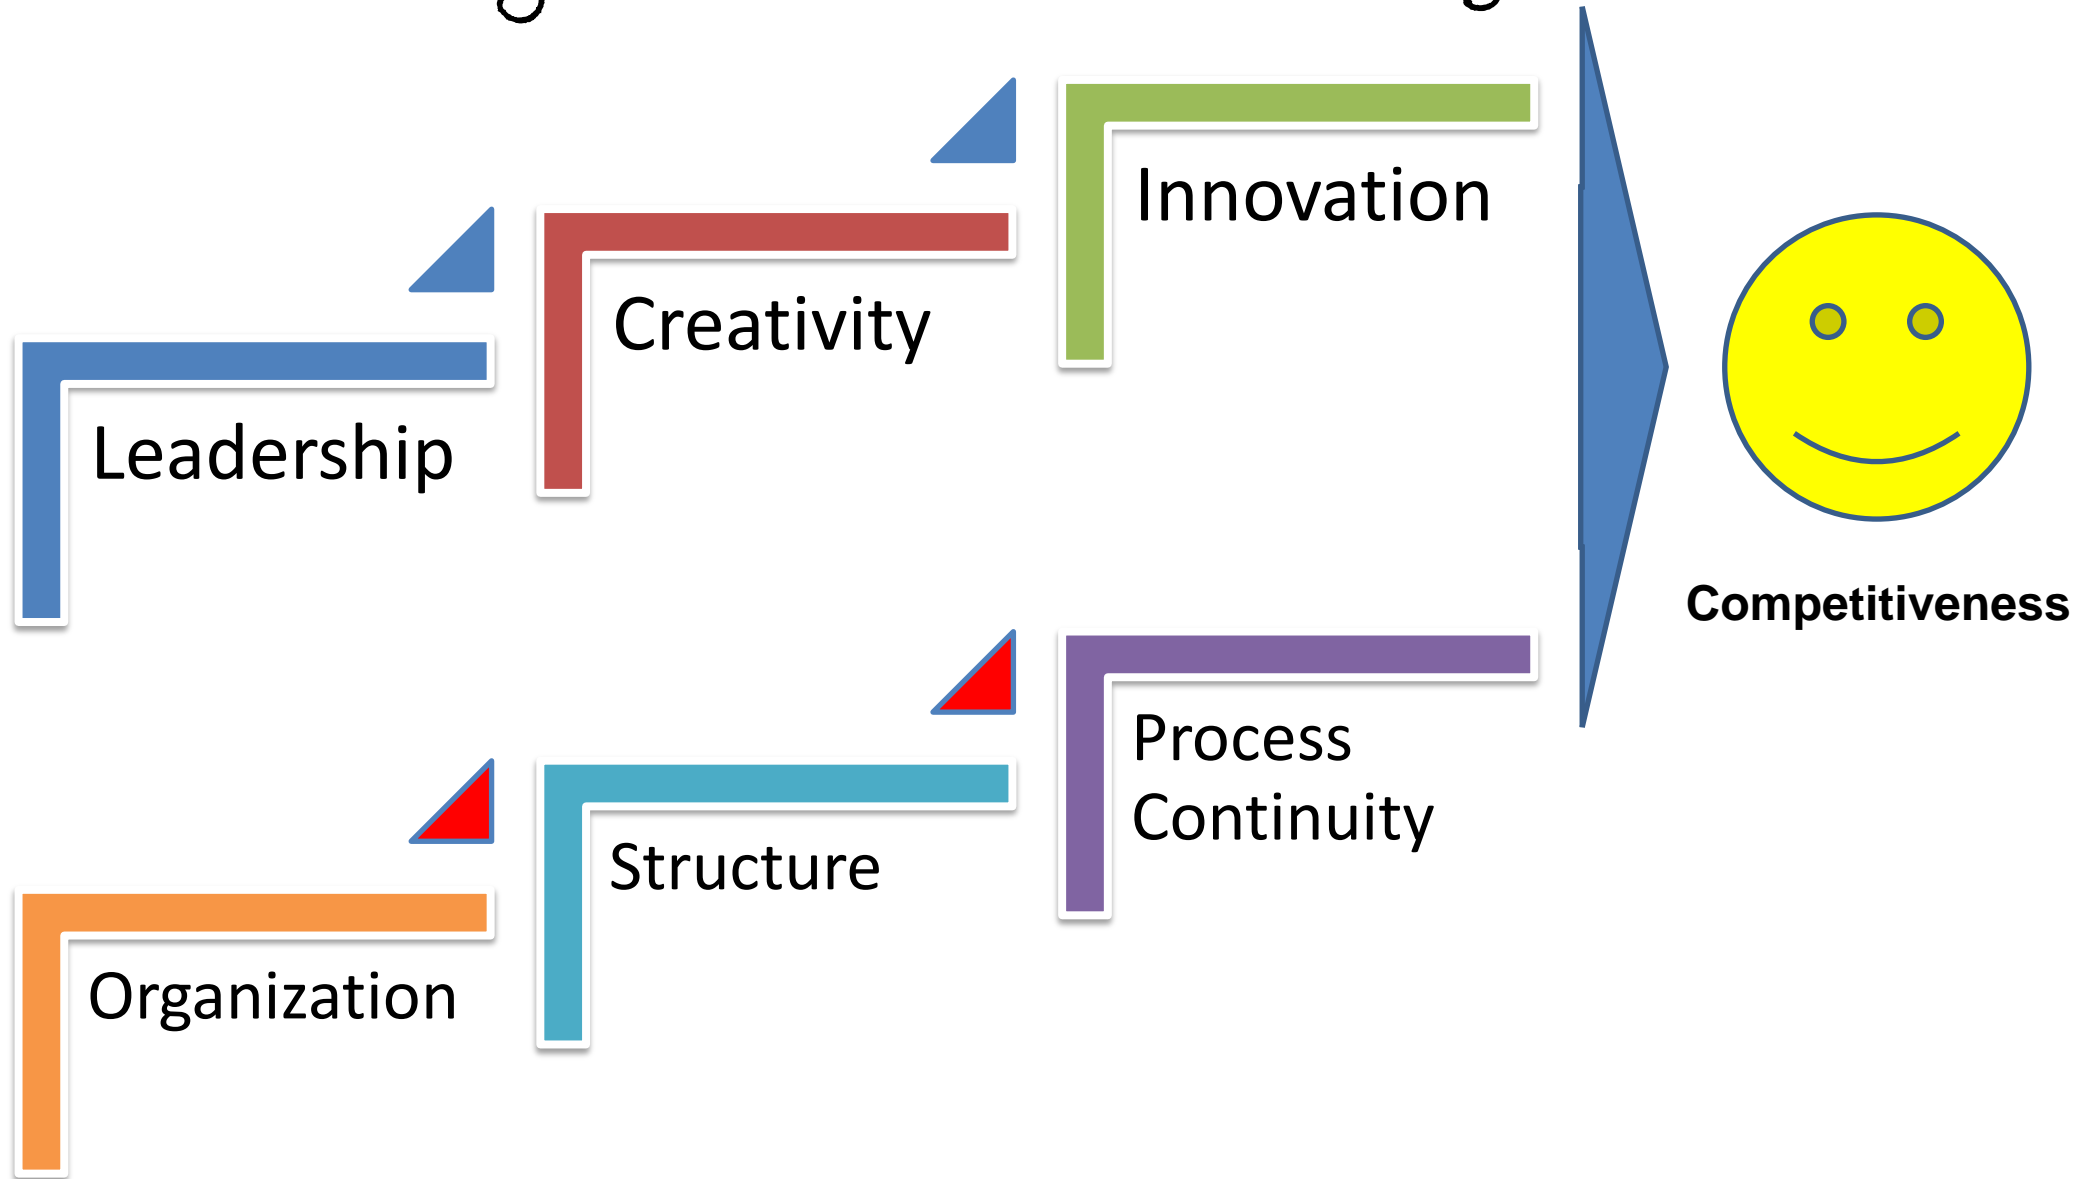 Innovation
Creativity
Leadership
Competitiveness
Process
Continuity
Structure
Organization